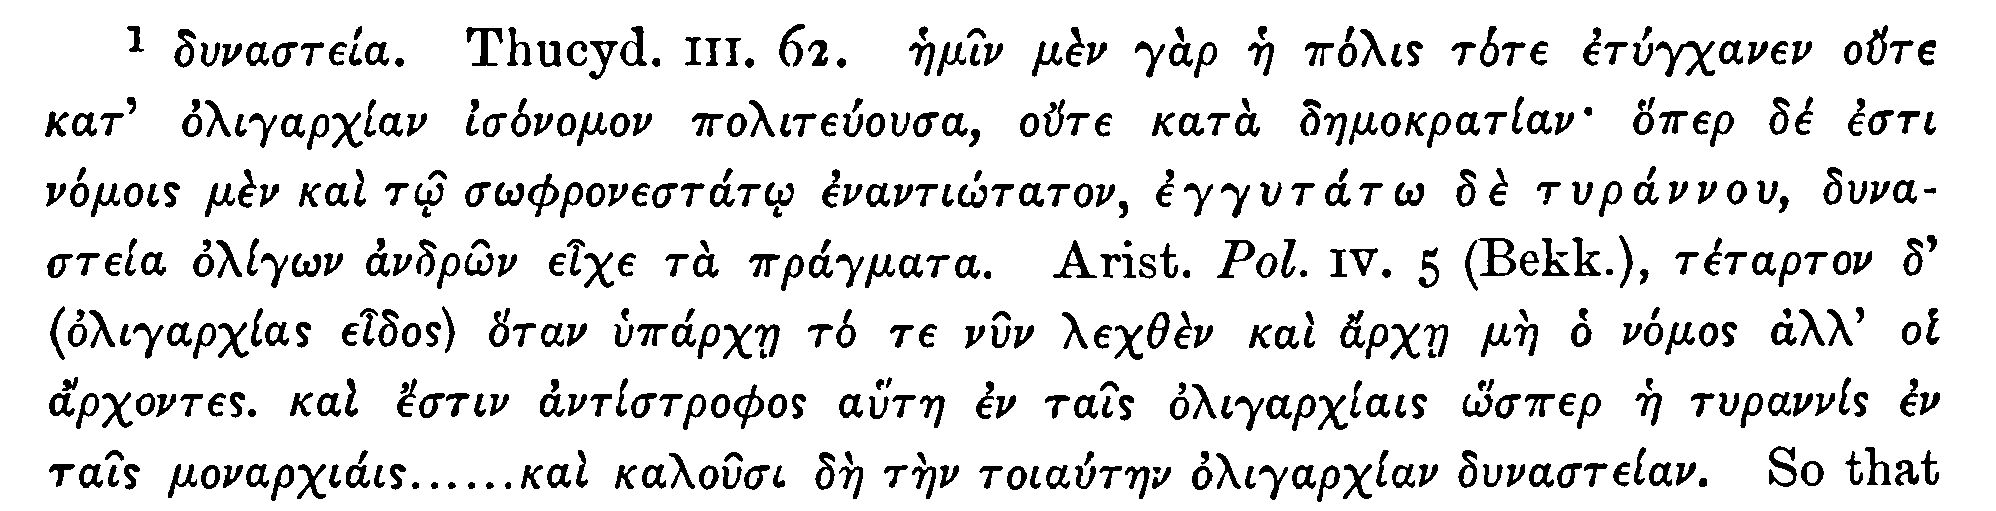 ¹ δυναστεία. Thucyd. III. 62. ἡμῖν μὲν γὰρ ἡ πόλις τότε ἐτύγχανεν οὔτε
κατ’ ὀλιγαρχίαν ἰσόνομον πολιτεύουσα, οὔτε κατὰ δημοκρατίαν· ὅπερ δέ ἐστι
νόμοις μὲν καὶ τῷ σωφρονεστάτῳ ἐναντιώτατον, ἐγγυτάτω δὲ τυράννου, δυνα-
στεία ὀλίγων ἀνδρῶν εἶχε τὰ πράγματα. Arist. Pol. IV. 5 (Bekk.), τέταρτον δ’
(ὀλιγαρχίας εἶδος) ὅταν ὑπάρχῃ τό τε νῦν λεχθὲν καὶ ἄρχῃ μὴ ὁ νόμος ἀλλ’ οἱ
ἄρχοντες. καὶ ἔστιν ἀντίστροφος αὕτη ἐν ταῖς ὀλιγαρχίαις ὥσπερ ἡ τυραννίς ἐν
ταῖς μοναρχιάις......καὶ καλοῦσι δὴ τὴν τοιαύτην ὀλιγαρχίαν δυναστείαν. So that